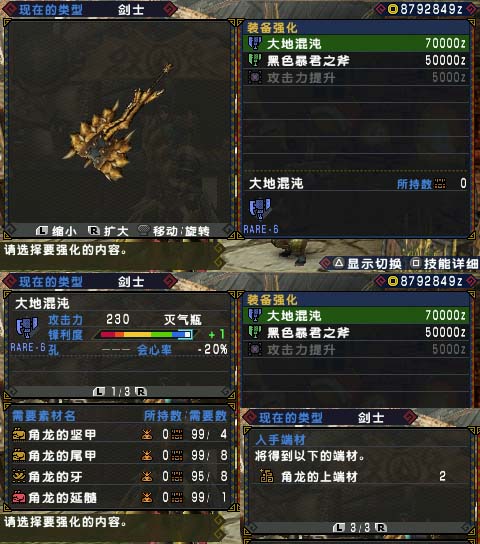 现在的类型 剑士
8792849z
装备强化
大地混沌 70000z
黑色暴君之斧 50000z
攻击力提升 5000z
大地混沌 所持数 0
RARE-6
L 缩小 R 扩大 移动/旋转
请选择要强化的内容。
△显示切换 □技能详细
现在的类型 剑士
8792849z
大地混沌
攻击力 230 灭气瓶
锋利度 +1
RARE-6
孔 --- 会心率 -20%
L 1/3 R
装备强化
大地混沌 70000z
黑色暴君之斧 50000z
攻击力提升 5000z
需要素材名 所持数/需要数
角龙的坚甲 0 99/ 4
角龙的尾甲 0 99/ 8
角龙的牙 0 95/ 8
角龙的延髓 0 99/ 1
请选择要强化的内容。
现在的类型 剑士
入手端材
将得到以下的端材。
角龙的上端材 2
L 3/3 R